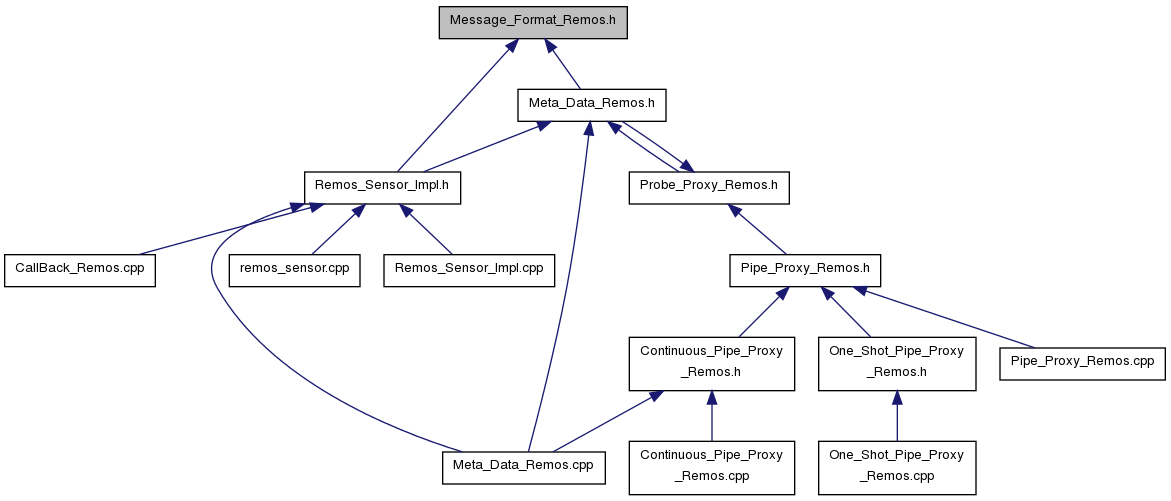 Message_Format_Remos.h
Meta_Data_Remos.h
Remos_Sensor_Impl.h
Probe_Proxy_Remos.h
CallBack_Remos.cpp
remos_sensor.cpp
Remos_Sensor_Impl.cpp
Pipe_Proxy_Remos.h
Continuous_Pipe_Proxy
_Remos.h
One_Shot_Pipe_Proxy
_Remos.h
Pipe_Proxy_Remos.cpp
Meta_Data_Remos.cpp
Continuous_Pipe_Proxy
_Remos.cpp
One_Shot_Pipe_Proxy
_Remos.cpp